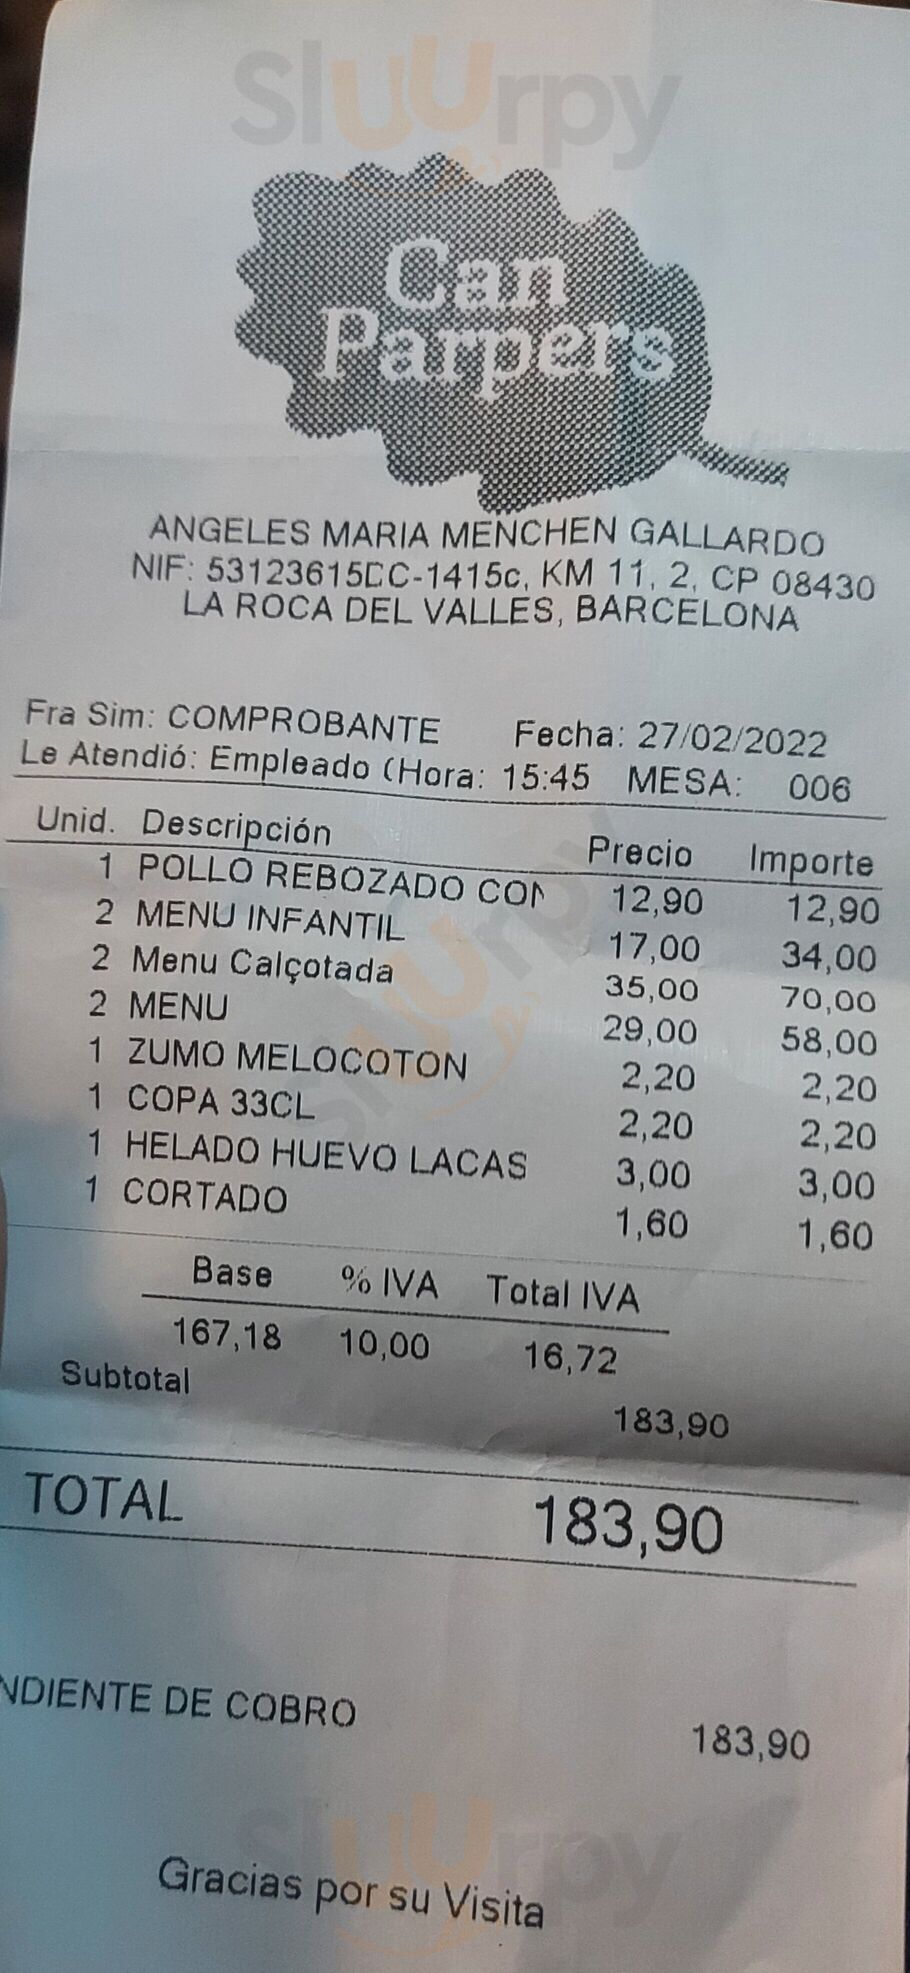 Sluurpy
Can
Parpers
ANGELES MARIA MENCHEN GALLARDO
NIF: 53123615DC-1415c, KM 11, 2, CP 08430
LA ROCA DEL VALLES, BARCELONA
Fra Sim: COMPROBANTE Fecha: 27/02/2022
Le Atendió: Empleado (Hora: 15:45 MESA: 006
Unid. Descripción Precio Importe
1 POLLO REBOZADO CON 12,90 12,90
2 MENU INFANTIL 17,00 34,00
2 Menu Calçotada 35,00 70,00
2 MENU 29,00 58,00
1 ZUMO MELOCOTON 2,20 2,20
1 COPA 33CL 2,20 2,20
1 HELADO HUEVO LACAS 3,00 3,00
1 CORTADO 1,60 1,60
Base % IVA Total IVA
167,18 10,00 16,72
Subtotal 183,90
TOTAL 183,90
NDIENTE DE COBRO 183,90
Gracias por su Visita
Sluurpy
Sluurpy